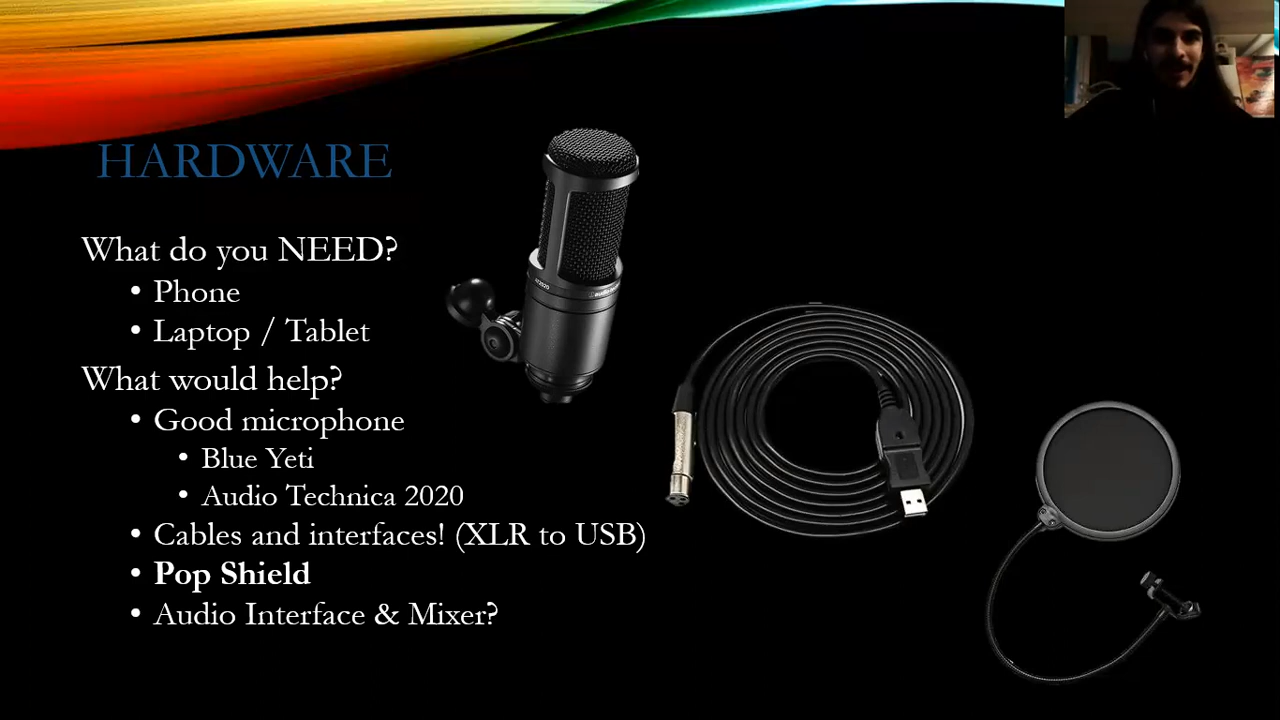 HARDWARE
What do you NEED?
• Phone
• Laptop / Tablet
What would help?
• Good microphone
• Blue Yeti
• Audio Technica 2020
• Cables and interfaces! (XLR to USB)
• Pop Shield
• Audio Interface & Mixer?